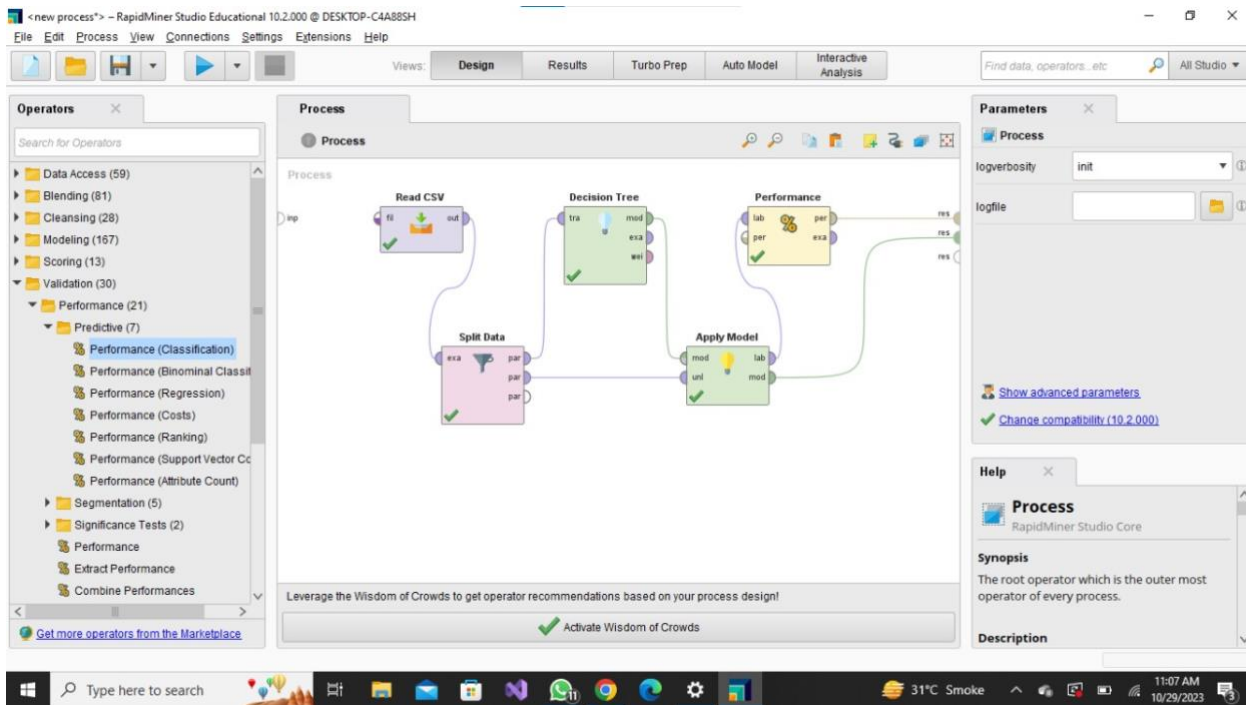 <new process*> – RapidMiner Studio Educational 10.2.000 @ DESKTOP-C4A88SH
File Edit Process View Connections Settings Extensions Help
Views: Design Results Turbo Prep Auto Model Interactive Analysis
Find data, operators...etc All Studio
Operators
Search for Operators
Data Access (59)
Blending (81)
Cleansing (28)
Modeling (167)
Scoring (13)
Validation (30)
Performance (21)
Predictive (7)
Performance (Classification)
Performance (Binominal Classif
Performance (Regression)
Performance (Costs)
Performance (Ranking)
Performance (Support Vector Co
Performance (Attribute Count)
Segmentation (5)
Significance Tests (2)
Performance
Extract Performance
Combine Performances
Get more operators from the Marketplace
Process
Process
Process
inp
Read CSV
fil out
Decision Tree
tra mod
exa
wei
Performance
lab per
per exa
res
res
res
Split Data
exa par
par
par
Apply Model
mod lab
unl mod
Leverage the Wisdom of Crowds to get operator recommendations based on your process design!
Activate Wisdom of Crowds
Parameters
Process
logverbosity init
logfile
Show advanced parameters
Change compatibility (10.2.000)
Help
Process
RapidMiner Studio Core
Synopsis
The root operator which is the outer most
operator of every process.
Description
Type here to search
11
31°C Smoke
11:07 AM
10/29/2023
3